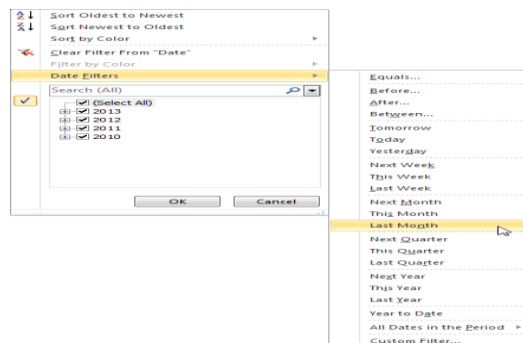 Sort Oldest to Newest
Sort Newest to Oldest
Sort by Color
Clear Filter From "Date"
Filter by Color
Date Filters
Search (All)
(Select All)
2013
2012
2011
2010
OK Cancel
Equals...
Before...
After...
Between...
Tomorrow
Today
Yesterday
Next Week
This Week
Last Week
Next Month
This Month
Last Month
Next Quarter
This Quarter
Last Quarter
Next Year
This Year
Last Year
Year to Date
All Dates in the Period
Custom Filter...